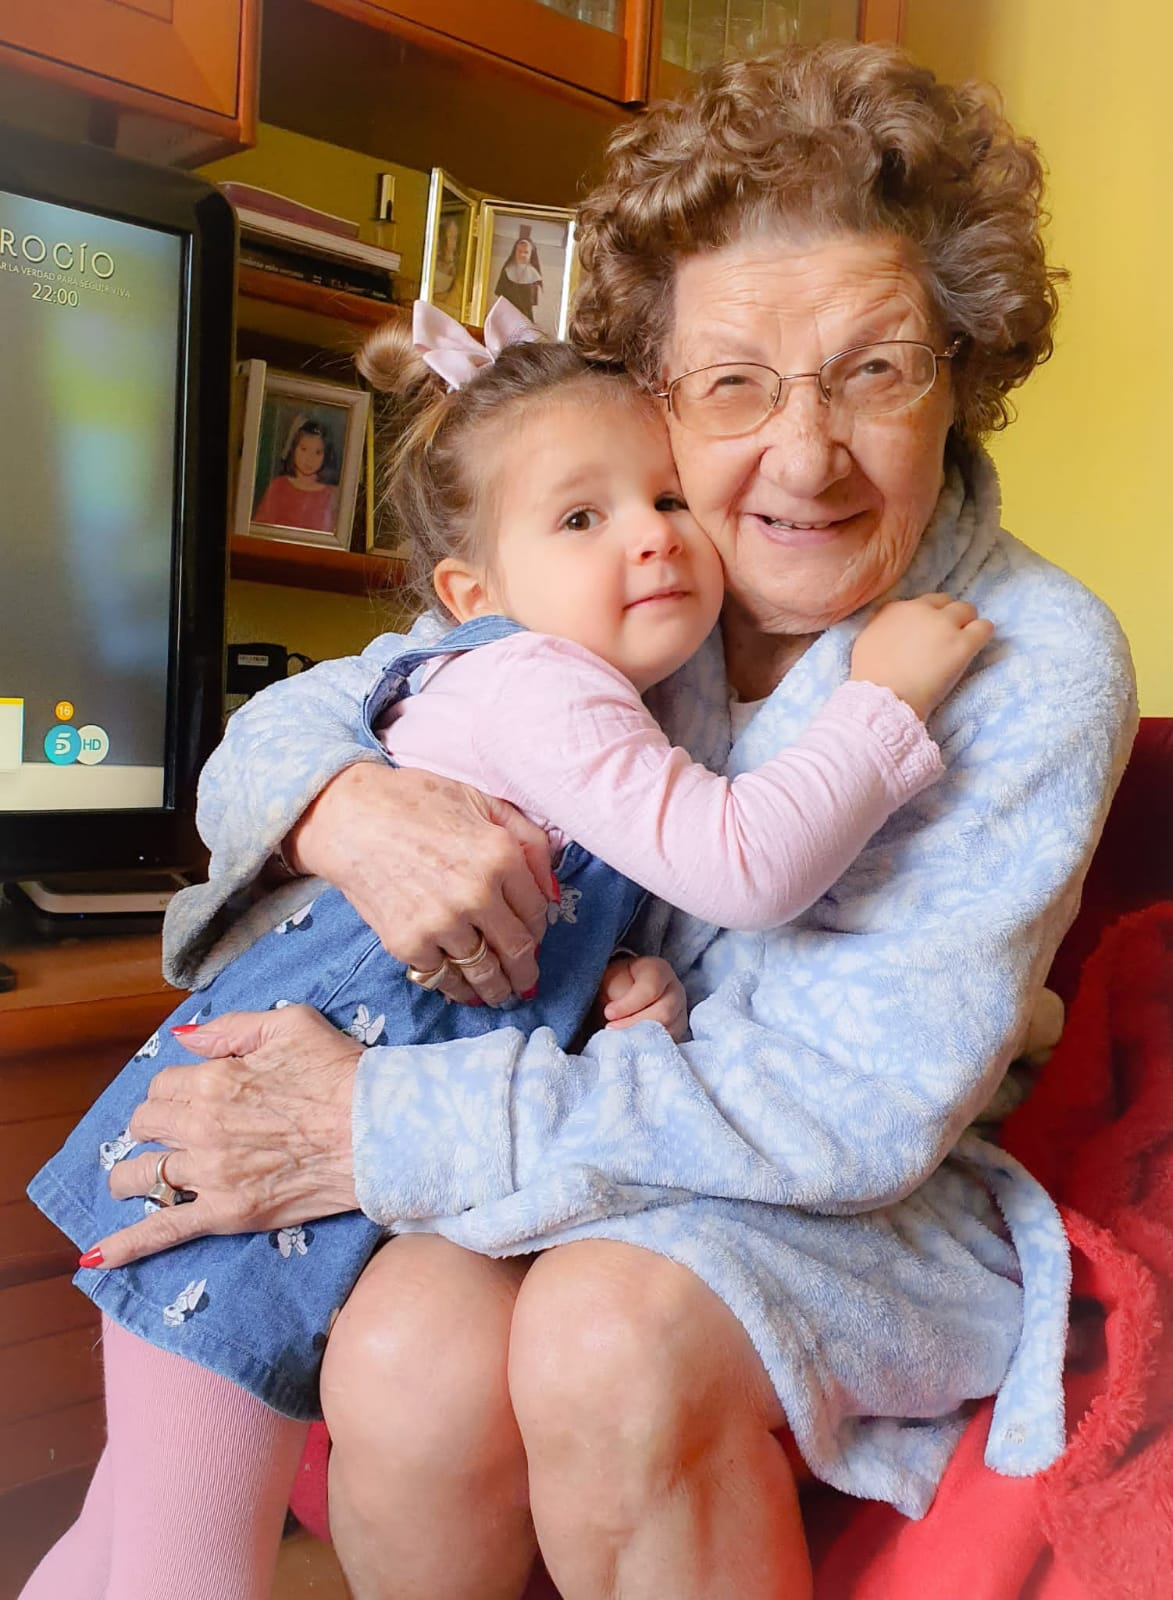 ROCÍO
AR LA VERDAD PARA SEGUIR VIVA
22:00
16
5 HD